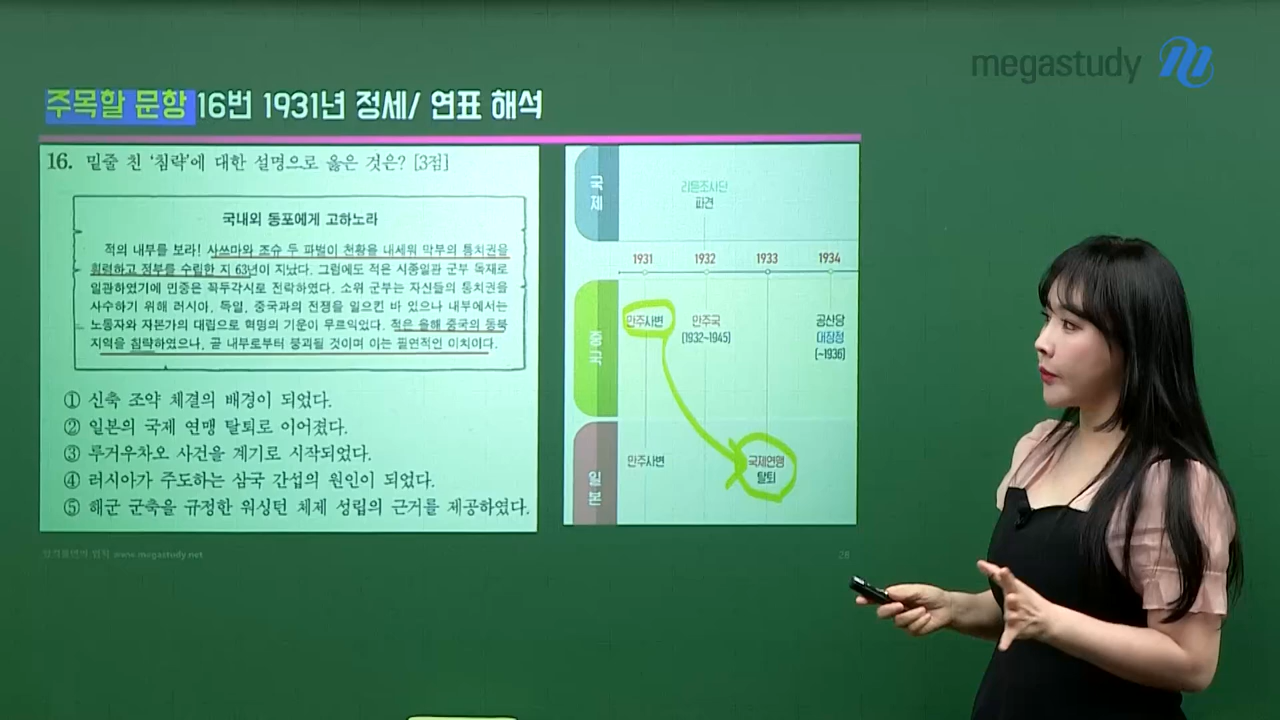 megastudy
주목할 문항 16번 1931년 정세/ 연표 해석
16. 밑줄 친 '침략'에 대한 설명으로 옳은 것은? [3점]
국내외 동포에게 고하노라
적의 내부를 보라! 사쓰마와 조슈 두 파벌이 천황을 내세워 막부의 통치권을
횡령하고 정부를 수립한 지 63년이 지났다. 그럼에도 적은 시종일관 군부 독재로
일관하였기에 민중은 꼭두각시로 전락하였다. 소위 군부는 자신들의 통치권을
사수하기 위해 러시아, 독일, 중국과의 전쟁을 일으킨 바 있으나 내부에서는
노동자와 자본가의 대립으로 혁명의 기운이 무르익었다. 적은 올해 중국의 동북
지역을 침략하였으나, 곧 내부로부터 붕괴될 것이며 이는 필연적인 이치이다.
① 신축 조약 체결의 배경이 되었다.
② 일본의 국제 연맹 탈퇴로 이어졌다.
③ 루거우차오 사건을 계기로 시작되었다.
④ 러시아가 주도하는 삼국 간섭의 원인이 되었다.
⑤ 해군 군축을 규정한 워싱턴 체제 성립의 근거를 제공하였다.
국제
리튼조사단
파견
1931 1932 1933 1934
중국
만주사변
만주국
(1932~1945)
공산당
대장정
(~1936)
일본
만주사변
국제연맹
탈퇴
www.megastudy.net
28